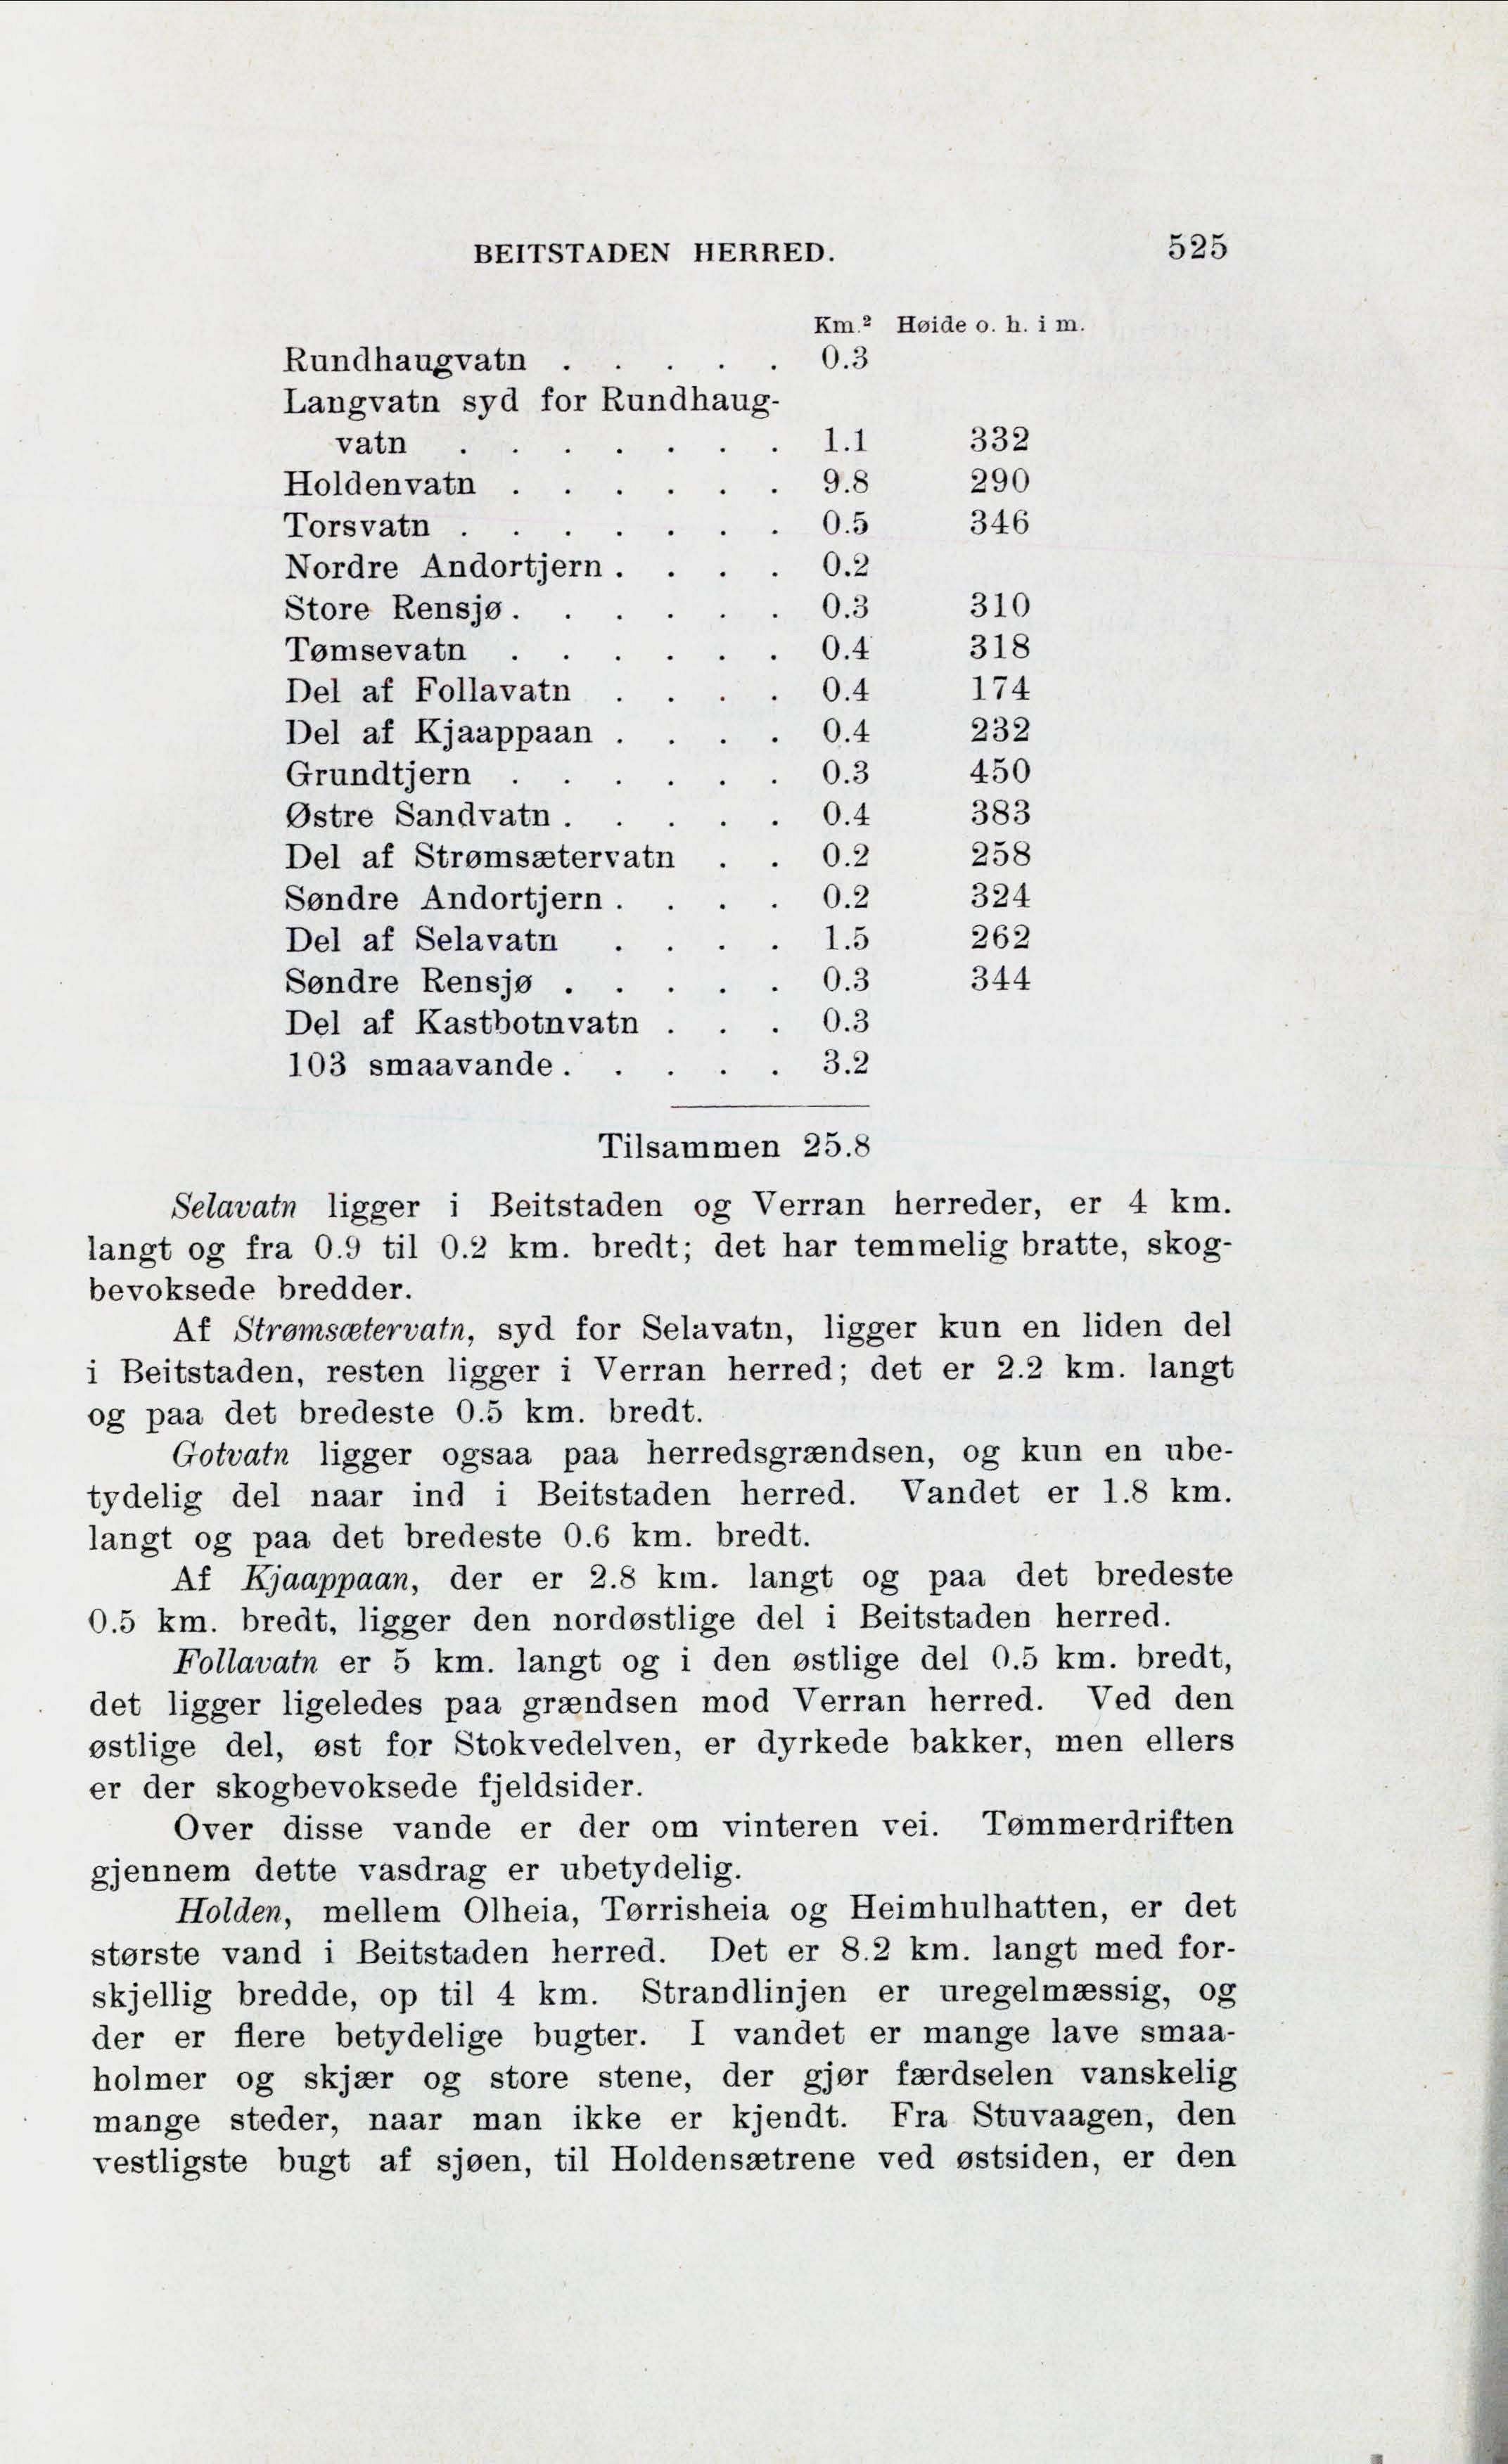 BEITSTADEN HERRED. 525
Km.² Høide o. h. i m.
Rundhaugvatn . . . . . 0.3
Langvatn syd for Rundhaug-
vatn . . . . . . . 1.1 332
Holdenvatn . . . . . . 9.8 290
Torsvatn . . . . . . . 0.5 346
Nordre Andortjern . . . . 0.2
Store Rensjø . . . . . . 0.3 310
Tømsevatn . . . . . . 0.4 318
Del af Follavatn . . . . 0.4 174
Del af Kjaappaan . . . . 0.4 232
Grundtjern . . . . . . 0.3 450
Østre Sandvatn . . . . . 0.4 383
Del af Strømsætervatn . . 0.2 258
Søndre Andortjern . . . . 0.2 324
Del af Selavatn . . . . 1.5 262
Søndre Rensjø . . . . . 0.3 344
Del af Kastbotnvatn . . . 0.3
103 smaavande . . . . . 3.2
Tilsammen 25.8
Selavatn ligger i Beitstaden og Verran herreder, er 4 km.
langt og fra 0.9 til 0.2 km. bredt; det har temmelig bratte, skog-
bevoksede bredder.
Af Strømsætervatn, syd for Selavatn, ligger kun en liden del
i Beitstaden, resten ligger i Verran herred; det er 2.2 km. langt
og paa det bredeste 0.5 km. bredt.
Gotvatn ligger ogsaa paa herredsgrændsen, og kun en ube-
tydelig del naar ind i Beitstaden herred. Vandet er 1.8 km.
langt og paa det bredeste 0.6 km. bredt.
Af Kjaappaan, der er 2.8 km. langt og paa det bredeste
0.5 km. bredt, ligger den nordøstlige del i Beitstaden herred.
Follavatn er 5 km. langt og i den østlige del 0.5 km. bredt,
det ligger ligeledes paa grændsen mod Verran herred. Ved den
østlige del, øst for Stokvedelven, er dyrkede bakker, men ellers
er der skogbevoksede fjeldsider.
Over disse vande er der om vinteren vei. Tømmerdriften
gjennem dette vasdrag er ubetydelig.
Holden, mellem Olheia, Tørrisheia og Heimhulhatten, er det
største vand i Beitstaden herred. Det er 8.2 km. langt med for-
skjellig bredde, op til 4 km. Strandlinjen er uregelmæssig, og
der er flere betydelige bugter. I vandet er mange lave smaa-
holmer og skjær og store stene, der gjør færdselen vanskelig
mange steder, naar man ikke er kjendt. Fra Stuvaagen, den
vestligste bugt af sjøen, til Holdensætrene ved østsiden, er den